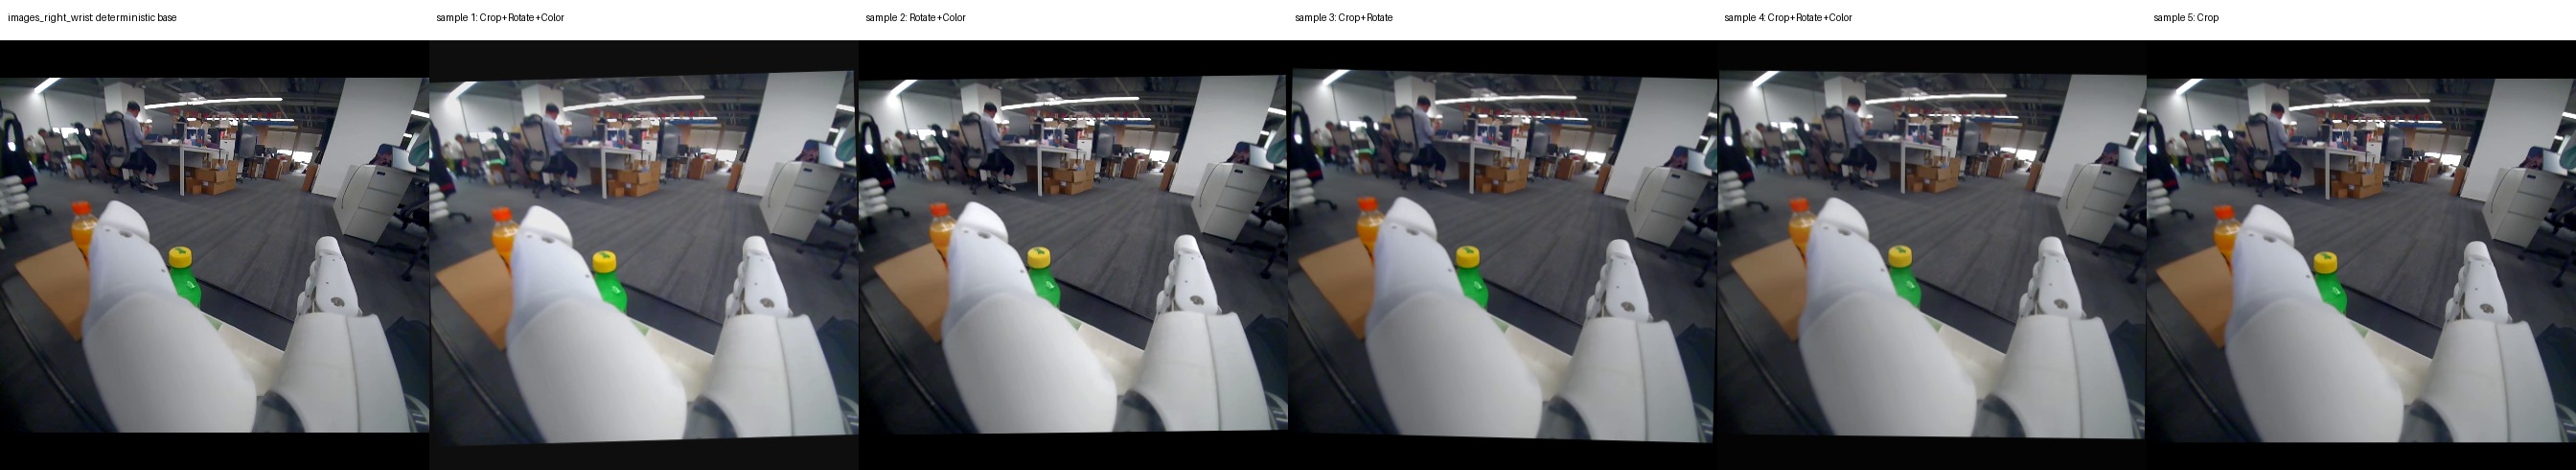 images_right_wrist: deterministic base
sample 1: Crop+Rotate+Color
sample 2: Rotate+Color
sample 3: Crop+Rotate
sample 4: Crop+Rotate+Color
sample 5: Crop